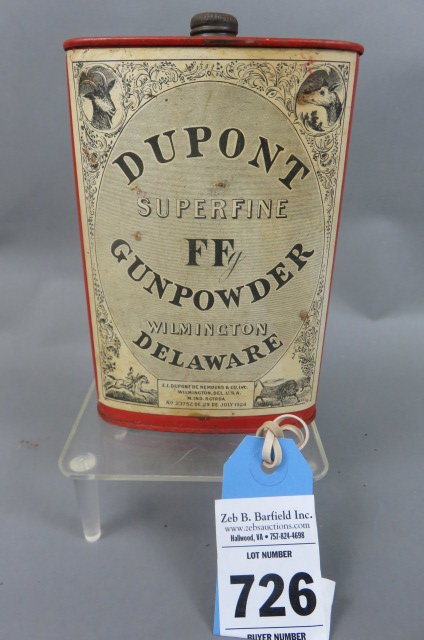 DUPONT
SUPERFINE
FFg
GUNPOWDER
WILMINGTON
DELAWARE
E.I. DUPONT DE NEMOURS & CO. INC.
WILMINGTON, DEL. U.S.A.
Zeb B. Barfield Inc.
www.zebsauctions.com
Hallwood, VA • 757-824-4698
LOT NUMBER
726
BUYER NUMBER